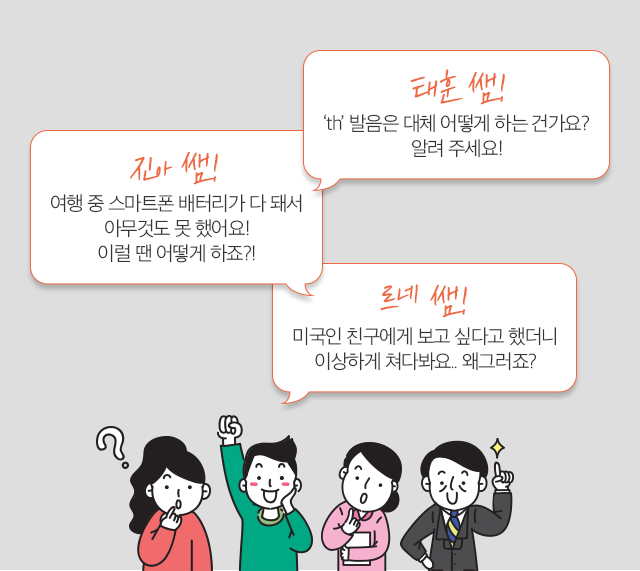 태훈 쌤!
‘th’ 발음은 대체 어떻게 하는 건가요?
알려 주세요!
진아 쌤!
여행 중 스마트폰 배터리가 다 돼서
아무것도 못 했어요!
이럴 땐 어떻게 하죠?!
르네 쌤!
미국인 친구에게 보고 싶다고 했더니
이상하게 쳐다봐요.. 왜그러죠?
?